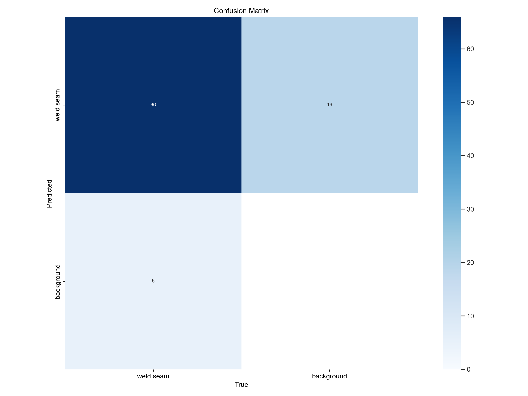 Confusion Matrix
weld seam
background
Predicted
weld seam
background
True
60
50
40
30
20
10
0